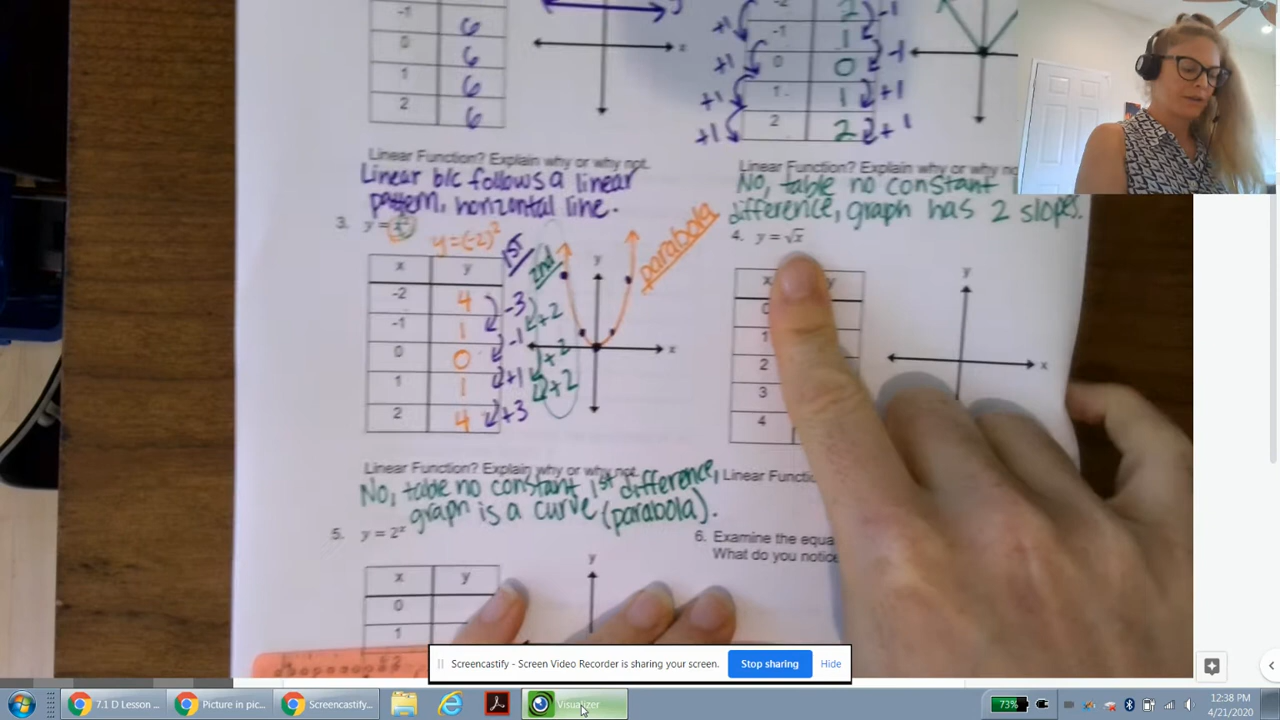 -1 6
0 6
1 6
2 6
y
x
-2 2 -1
+1 -1 1 -1
+1 0 0
+1 1 1 +1
+1 2 2 +1
Linear Function? Explain why or why not.
Linear b/c follows a linear
pattern, horizontal line.
Linear Function? Explain why or why no
No, table no constant
difference, graph has 2 slopes.
3. y = x²
y=(-2)²
x y 1st 2nd
-2 4 -3
-1 1 -1 +2
0 0 +1 +2
1 1 +3 +2
2 4
y
x
parabola
Linear Function? Explain why or why not.
No, table no constant 1st difference,
graph is a curve (parabola).
4. y = √x
x y
0
1
2
3
4
y
x
Linear Functi
5. y = 2ˣ
x y
0
1
y
6. Examine the equa
What do you notice
Screencastify - Screen Video Recorder is sharing your screen. Stop sharing Hide
7.1 D Lesson ...
Picture in pic...
Screencastify...
Visualizer
73%
12:38 PM
4/21/2020